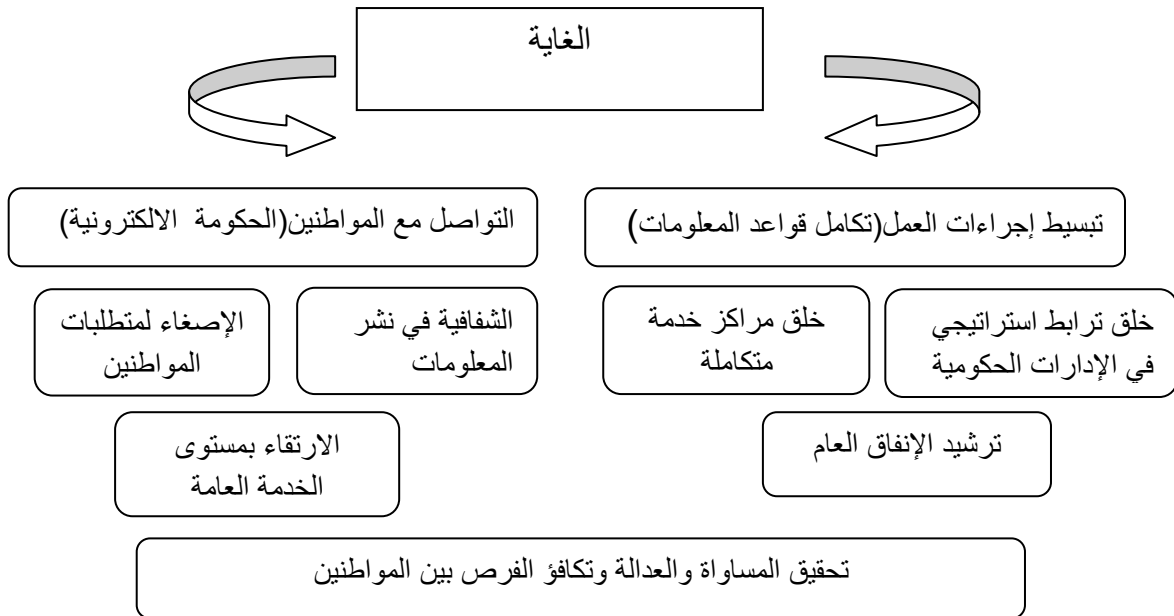 الغاية
تبسيط إجراءات العمل(تكامل قواعد المعلومات)
التواصل مع المواطنين(الحكومة الالكترونية)
خلق ترابط استراتيجي
في الإدارات الحكومية
خلق مراكز خدمة
متكاملة
الشفافية في نشر
المعلومات
الإصغاء لمتطلبات
المواطنين
ترشيد الإنفاق العام
الارتقاء بمستوى
الخدمة العامة
تحقيق المساواة والعدالة وتكافؤ الفرص بين المواطنين